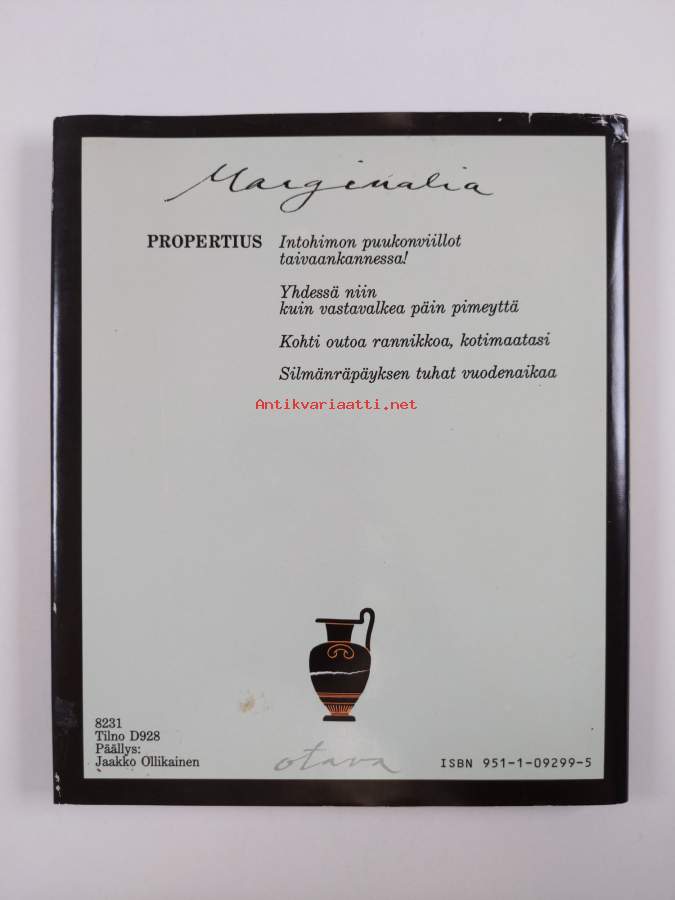 Marginalia
PROPERTIUS Intohimon puukonviillot
taivaankannessa!
Yhdessä niin
kuin vastavalkea päin pimeyttä
Kohti outoa rannikkoa, kotimaatasi
Silmänräpäyksen tuhat vuodenaikaa
Antikvariaatti.net
8231
Tilno D928
Päällys:
Jaakko Ollikainen
otava
ISBN 951-1-09299-5